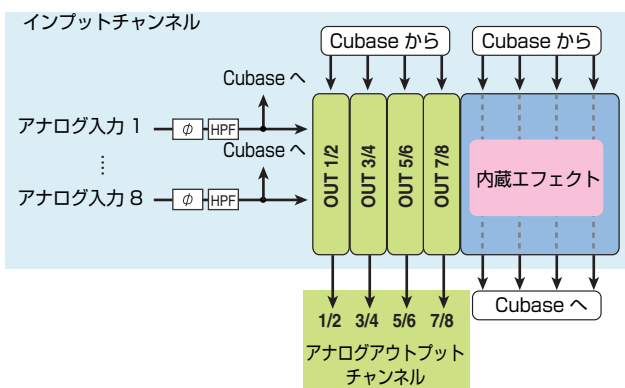 インプットチャンネル
Cubase から
Cubase から
Cubase へ
アナログ入力 1
φ
HPF
Cubase へ
⋮
アナログ入力 8
φ
HPF
OUT 1/2
OUT 3/4
OUT 5/6
OUT 7/8
内蔵エフェクト
1/2 3/4 5/6 7/8
Cubase へ
アナログアウトプット
チャンネル